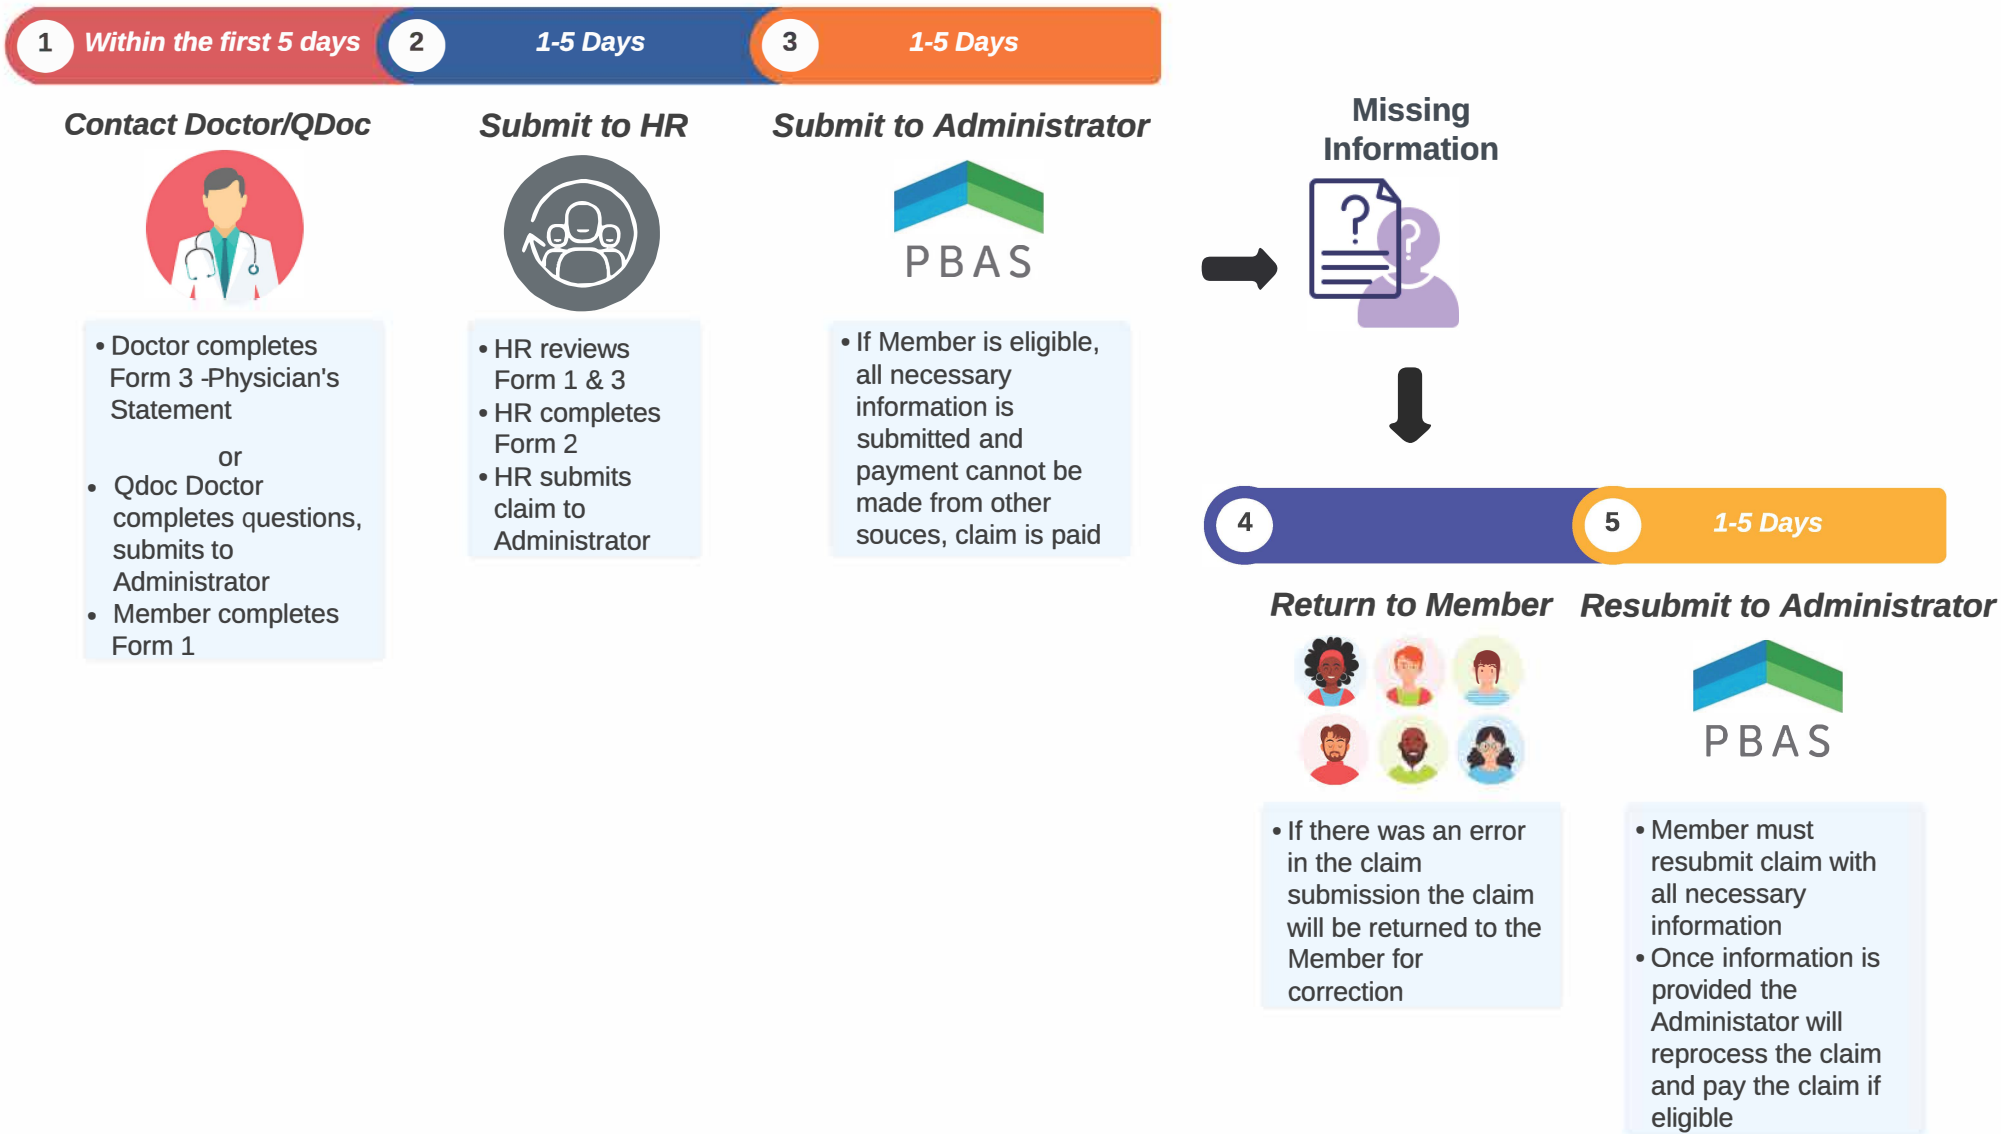 1 Within the first 5 days 2 1-5 Days 3 1-5 Days
Contact Doctor/QDoc
• Doctor completes
Form 3 -Physician's
Statement
or
• Qdoc Doctor
completes questions,
submits to
Administrator
• Member completes
Form 1
Submit to HR
• HR reviews
Form 1 & 3
• HR completes
Form 2
• HR submits
claim to
Administrator
Submit to Administrator
PBAS
• If Member is eligible,
all necessary
information is
submitted and
payment cannot be
made from other
souces, claim is paid
Missing
Information
?
?
4 5 1-5 Days
Return to Member
• If there was an error
in the claim
submission the claim
will be returned to the
Member for
correction
Resubmit to Administrator
PBAS
• Member must
resubmit claim with
all necessary
information
• Once information is
provided the
Administator will
reprocess the claim
and pay the claim if
eligible